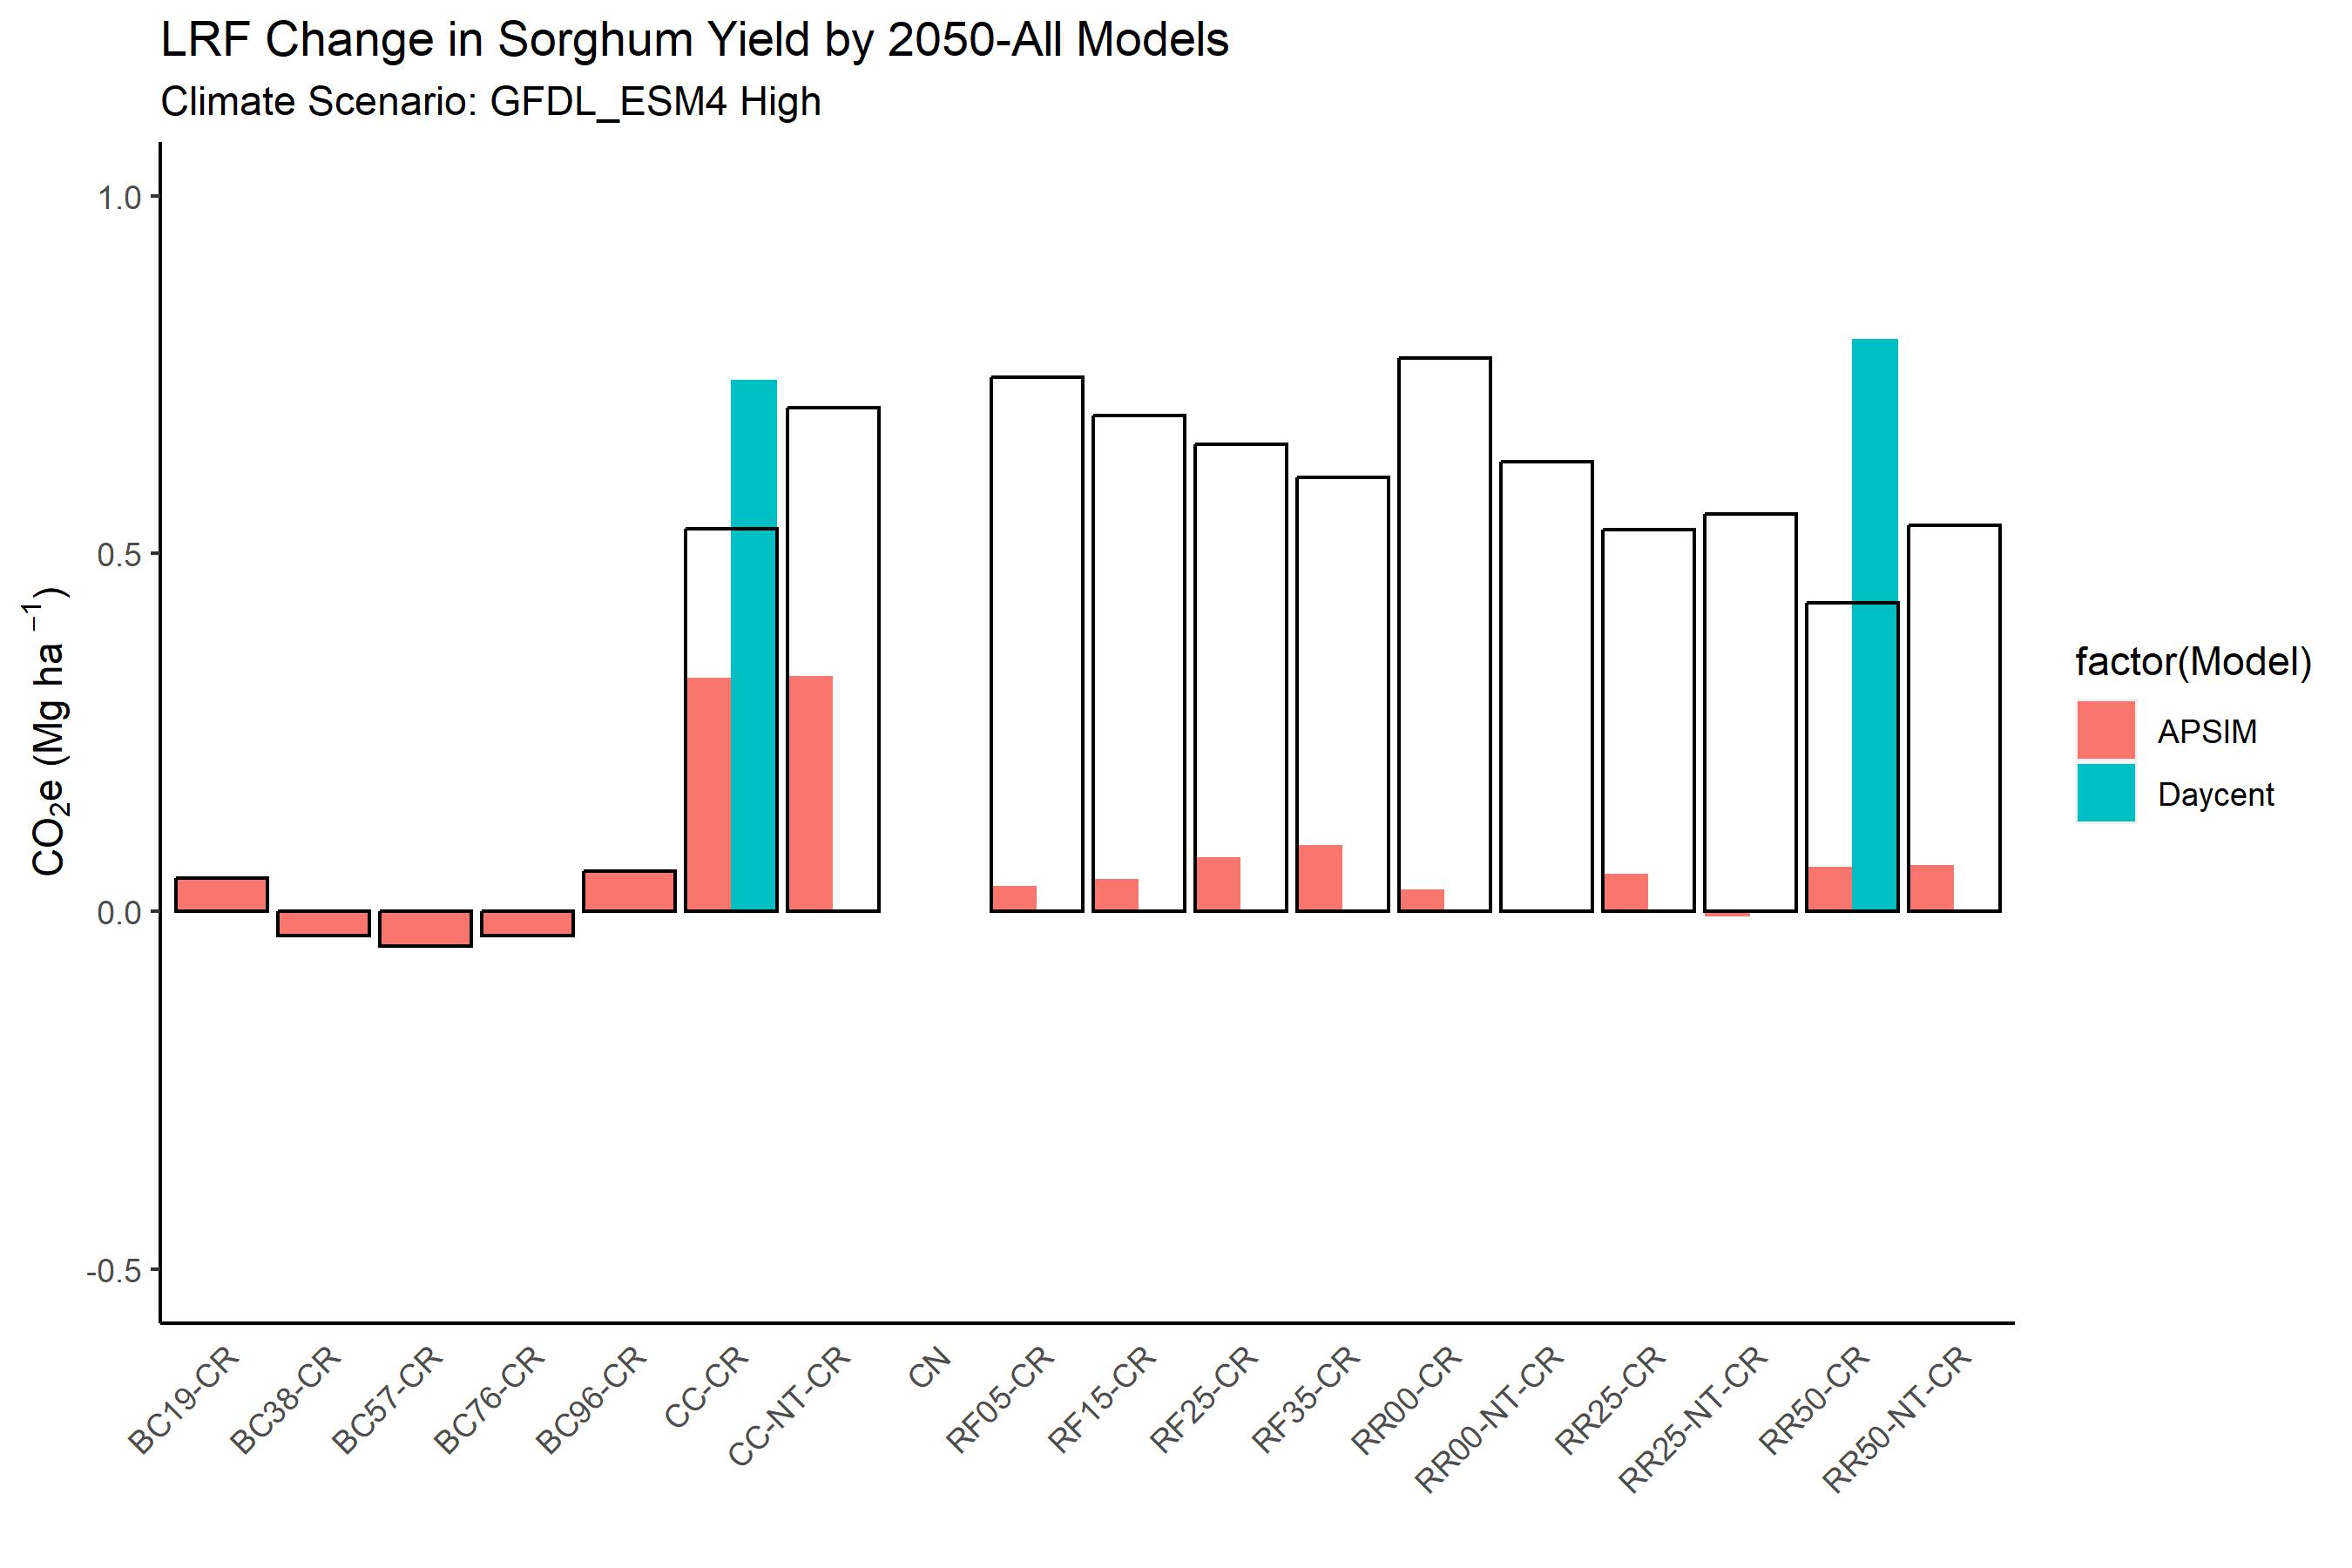 LRF Change in Sorghum Yield by 2050-All Models
Climate Scenario: GFDL_ESM4 High
CO₂e (Mg ha ⁻¹)
1.0
0.5
0.0
-0.5
BC19-CR
BC38-CR
BC57-CR
BC76-CR
BC96-CR
CC-CR
CC-NT-CR
CN
RF05-CR
RF15-CR
RF25-CR
RF35-CR
RR00-CR
RR00-NT-CR
RR25-CR
RR25-NT-CR
RR50-CR
RR50-NT-CR
factor(Model)
APSIM
Daycent